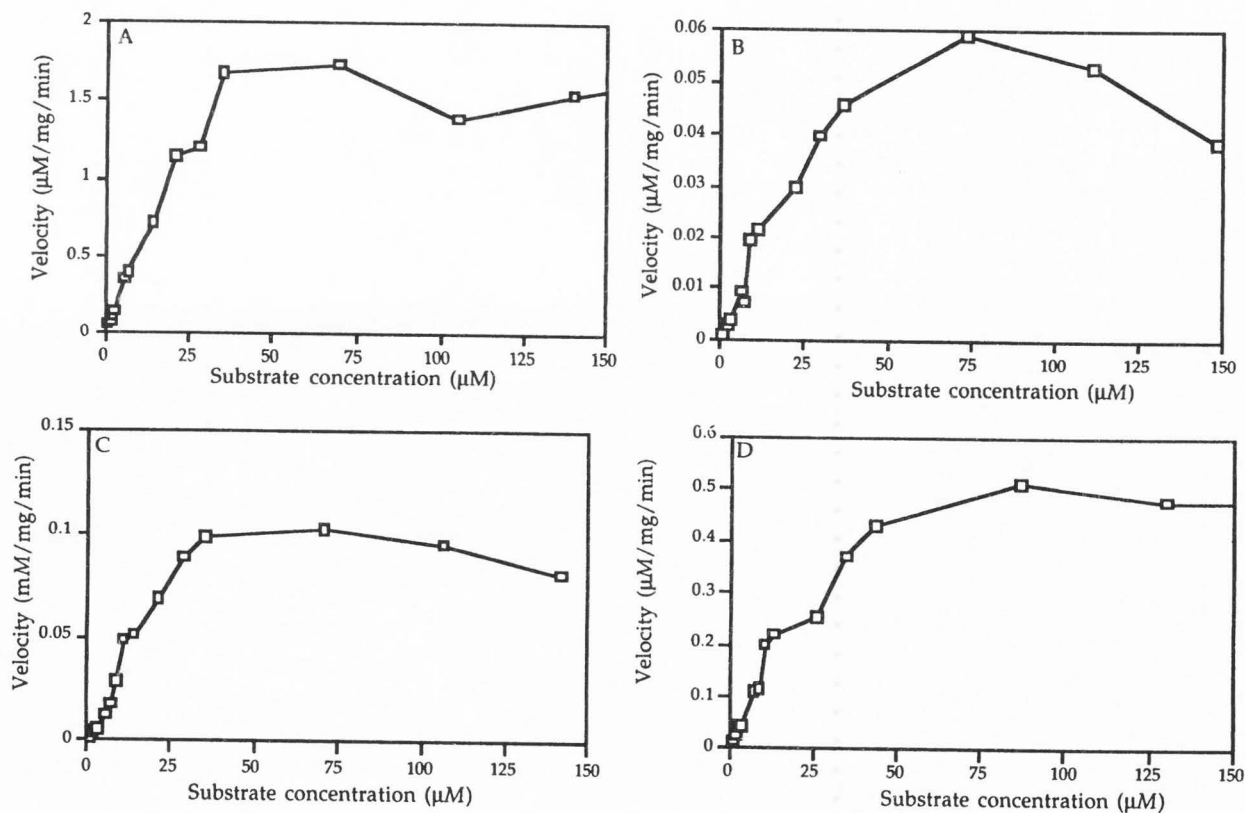 A
Velocity (µM/mg/min)
2
1.5
1
0.5
0
0 25 50 75 100 125 150
Substrate concentration (µM)
B
Velocity (µM/mg/min)
0.06
0.05
0.04
0.03
0.02
0.01
0
0 25 50 75 100 125 150
Substrate concentration (µM)
C
Velocity (mM/mg/min)
0.15
0.1
0.05
0
0 25 50 75 100 125 150
Substrate concentration (µM)
D
Velocity (µM/mg/min)
0.6
0.5
0.4
0.3
0.2
0.1
0
0 25 50 75 100 125 150
Substrate concentration (µM)